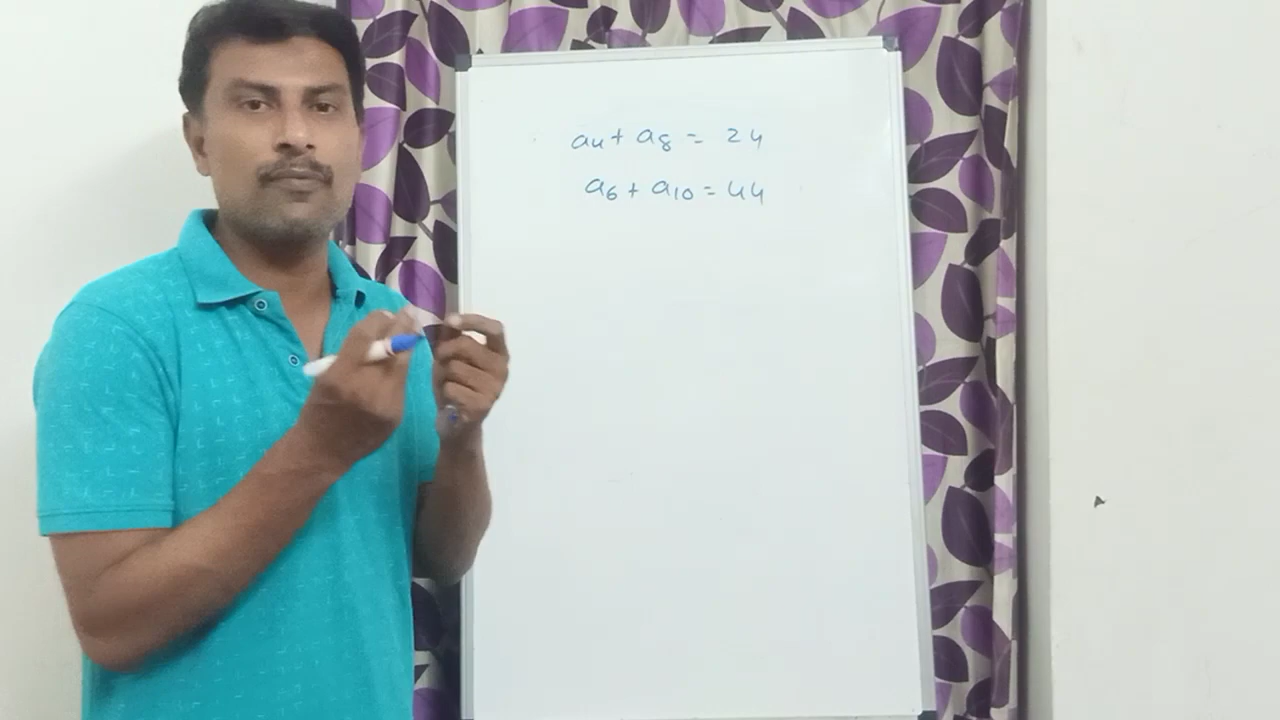 a₄ + a₈ = 24
a₆ + a₁₀ = 44